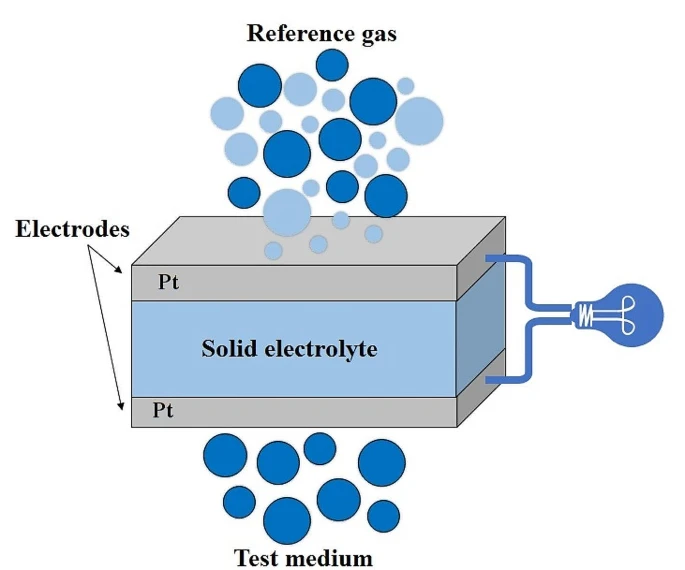 Reference gas
Electrodes
Pt
Solid electrolyte
Pt
Test medium